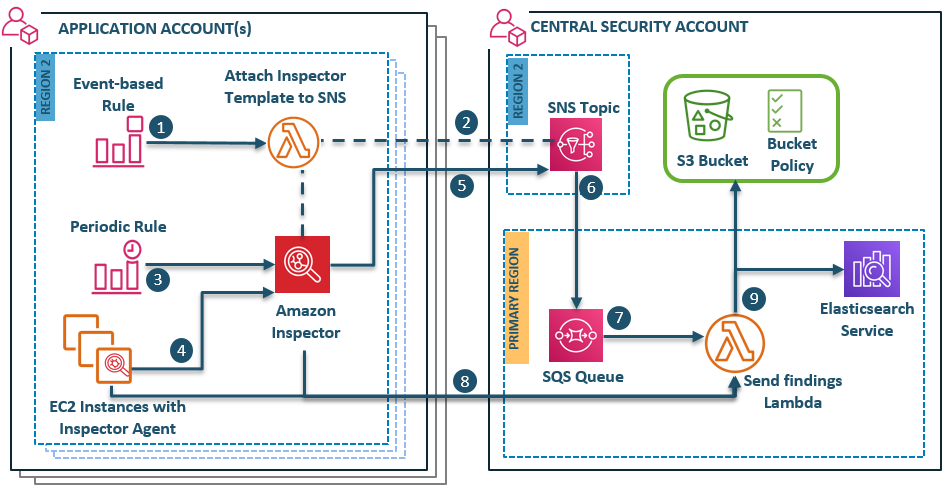 APPLICATION ACCOUNT(s)
REGION 2
Event-based
Rule
1
Attach Inspector
Template to SNS
2
Periodic Rule
3
Amazon
Inspector
4
EC2 Instances with
Inspector Agent
5
8
CENTRAL SECURITY ACCOUNT
REGION 2
SNS Topic
6
S3 Bucket
Bucket
Policy
PRIMARY REGION
SQS Queue
7
9
Elasticsearch
Service
Send findings
Lambda